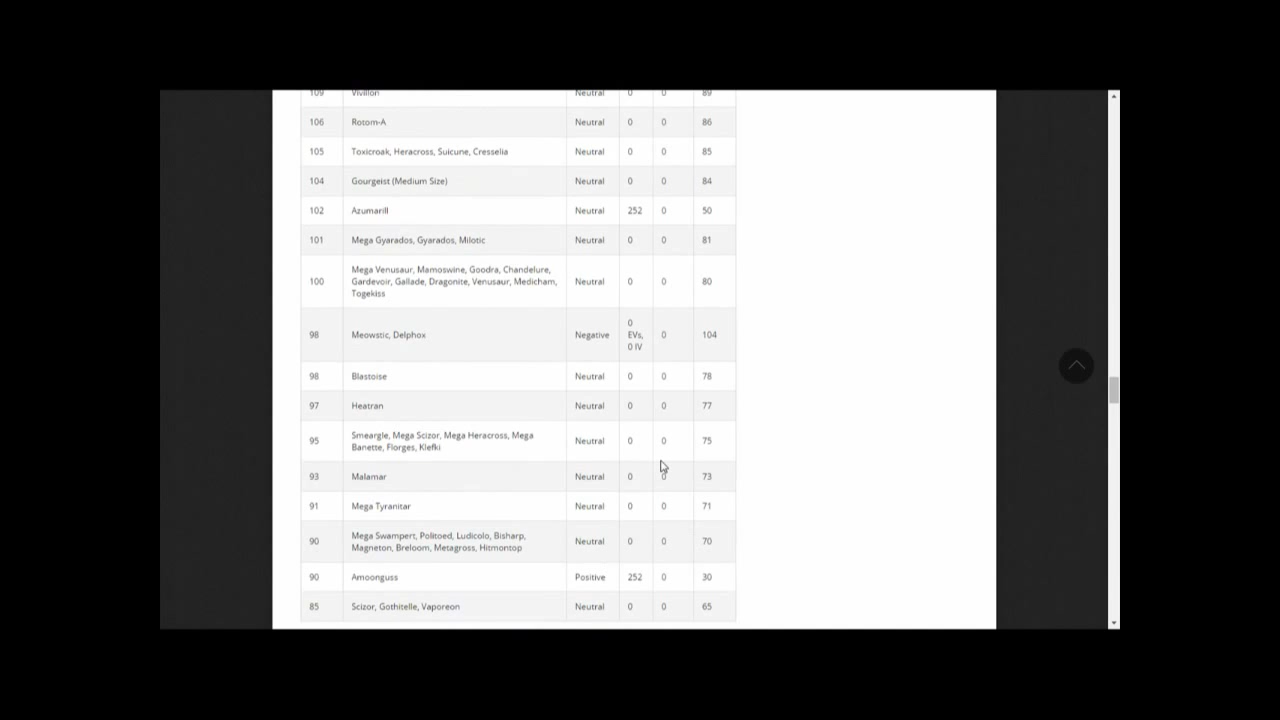 109 Vivillon Neutral 0 0 89
106 Rotom-A Neutral 0 0 86
105 Toxicroak, Heracross, Suicune, Cresselia Neutral 0 0 85
104 Gourgeist (Medium Size) Neutral 0 0 84
102 Azumarill Neutral 252 0 50
101 Mega Gyarados, Gyarados, Milotic Neutral 0 0 81
Mega Venusaur, Mamoswine, Goodra, Chandelure,
100 Gardevoir, Gallade, Dragonite, Venusaur, Medicham, Neutral 0 0 80
Togekiss
0
98 Meowstic, Delphox Negative EVs, 0 104
0 IV
98 Blastoise Neutral 0 0 78
97 Heatran Neutral 0 0 77
95 Smeargle, Mega Scizor, Mega Heracross, Mega Neutral 0 0 75
Banette, Florges, Klefki
93 Malamar Neutral 0 0 73
91 Mega Tyranitar Neutral 0 0 71
90 Mega Swampert, Politoed, Ludicolo, Bisharp, Neutral 0 0 70
Magneton, Breloom, Metagross, Hitmontop
90 Amoonguss Positive 252 0 30
85 Scizor, Gothitelle, Vaporeon Neutral 0 0 65